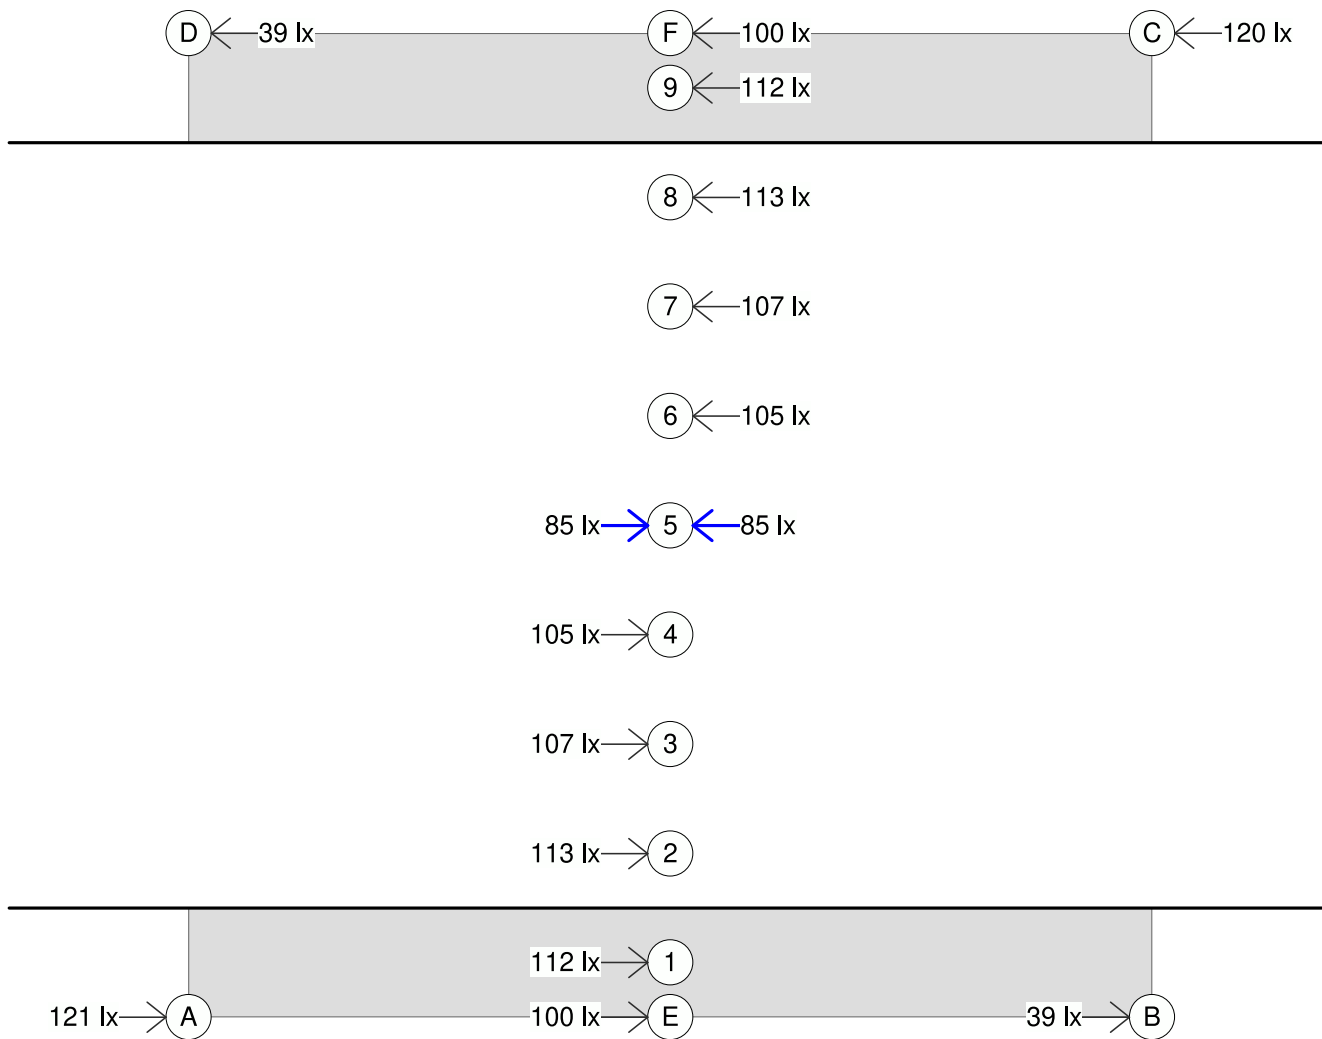 D 39 lx F 100 lx C 120 lx
9 112 lx
8 113 lx
7 107 lx
6 105 lx
85 lx 5 85 lx
105 lx 4
107 lx 3
113 lx 2
112 lx 1
121 lx A 100 lx E 39 lx B